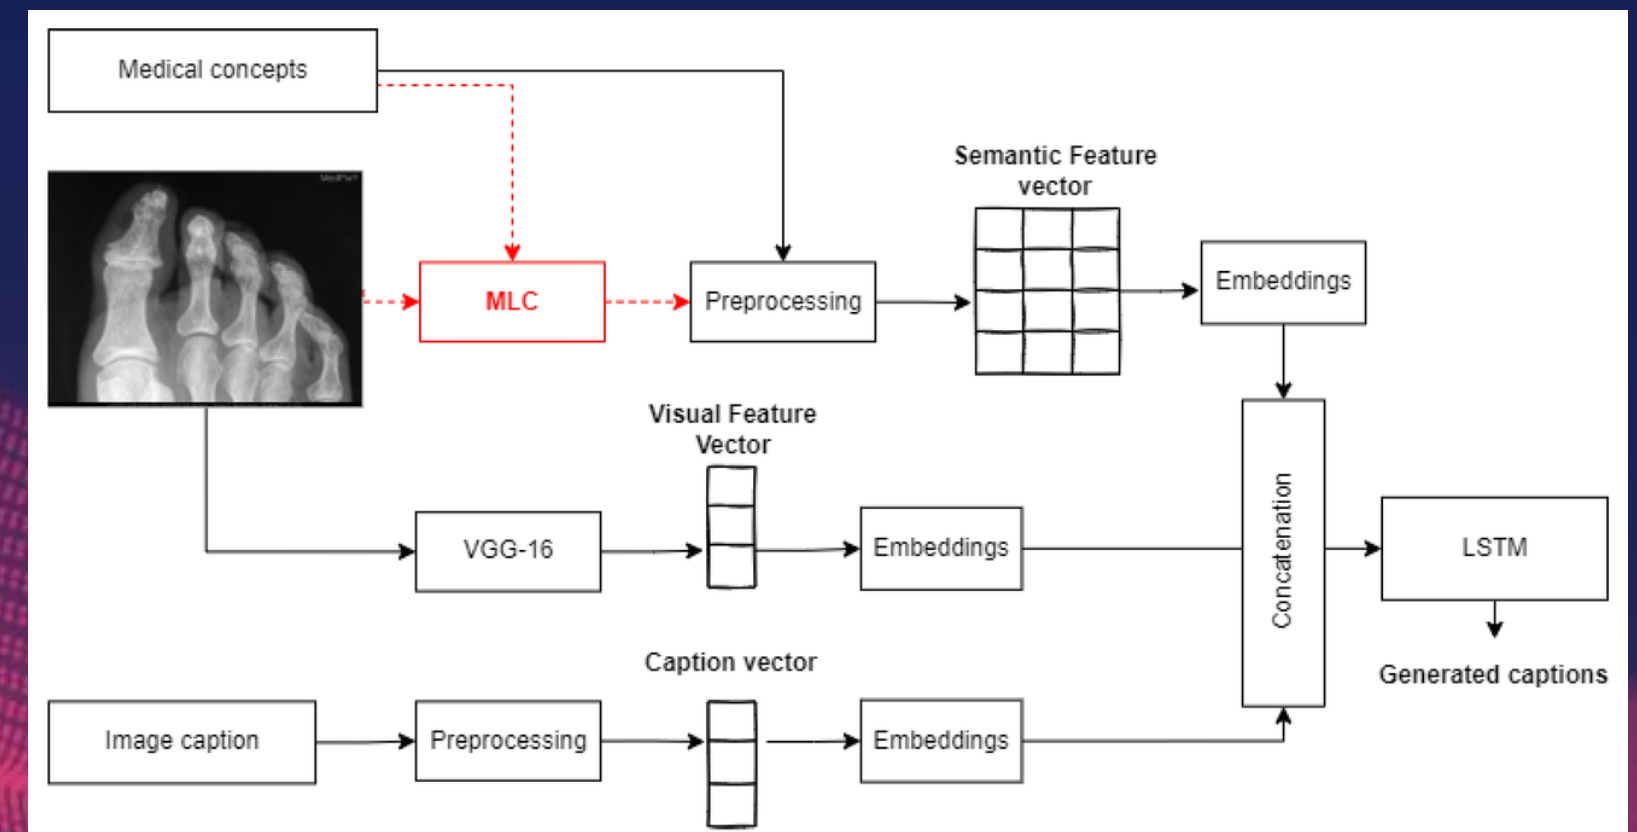 Medical concepts
Semantic Feature
vector
MLC
Preprocessing
Embeddings
Visual Feature
Vector
VGG-16
Embeddings
Concatenation
LSTM
Generated captions
Caption vector
Image caption
Preprocessing
Embeddings